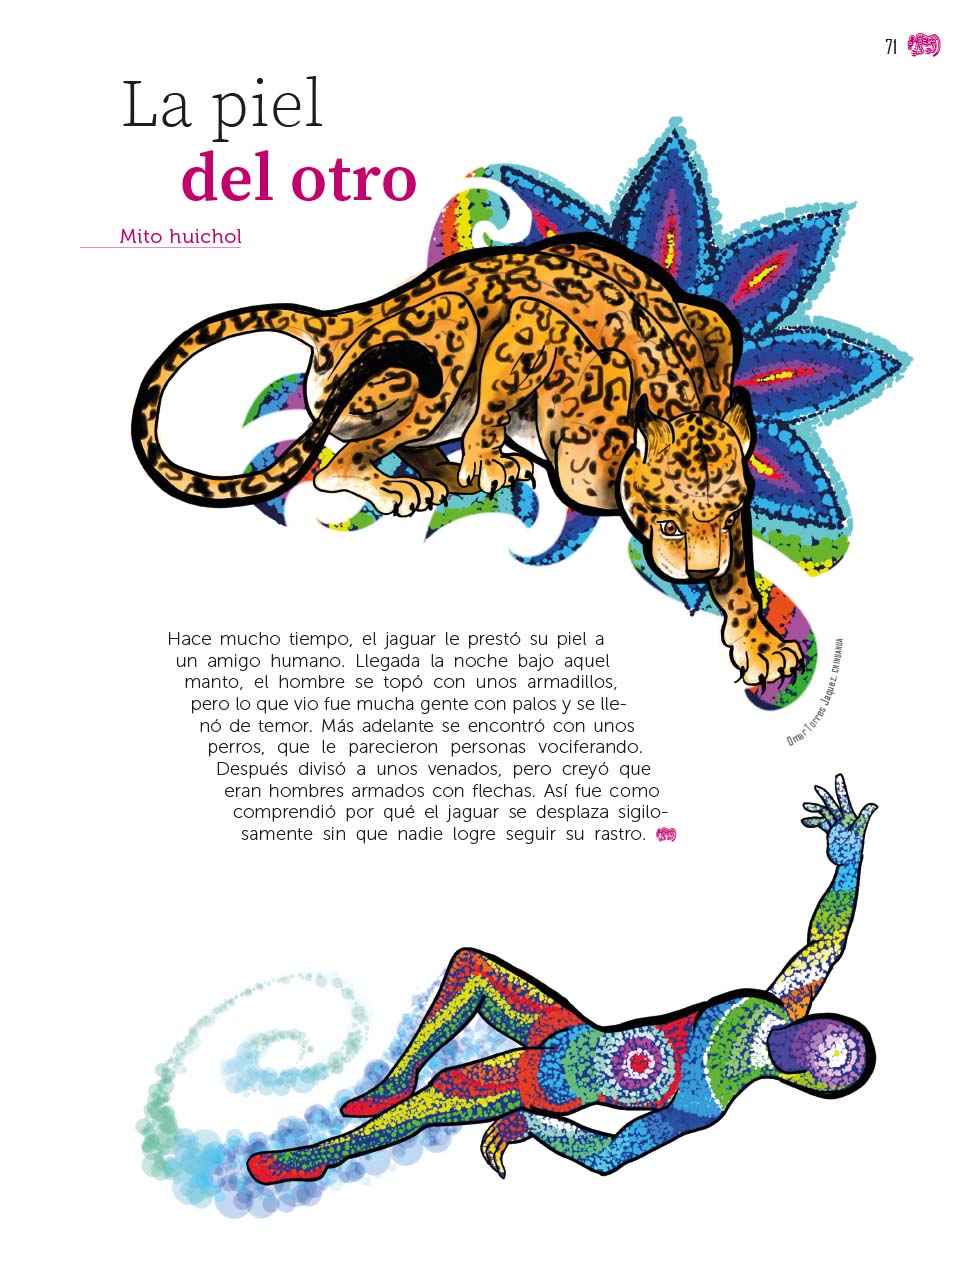 71
La piel
del otro
Mito huichol
Hace mucho tiempo, el jaguar le prestó su piel a
un amigo humano. Llegada la noche bajo aquel
manto, el hombre se topó con unos armadillos,
pero lo que vio fue mucha gente con palos y se lle-
nó de temor. Más adelante se encontró con unos
perros, que le parecieron personas vociferando.
Después divisó a unos venados, pero creyó que
eran hombres armados con flechas. Así fue como
comprendió por qué el jaguar se desplaza sigilo-
samente sin que nadie logre seguir su rastro.
Omar Torres Jaquez. CHIHUAHUA